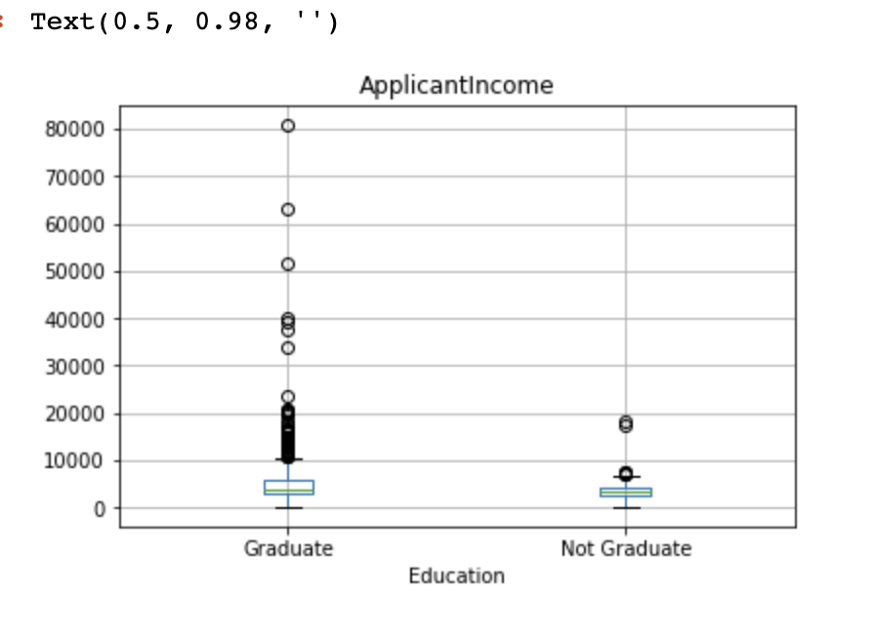 : Text(0.5, 0.98, '')
ApplicantIncome
80000
70000
60000
50000
40000
30000
20000
10000
0
Graduate Not Graduate
Education